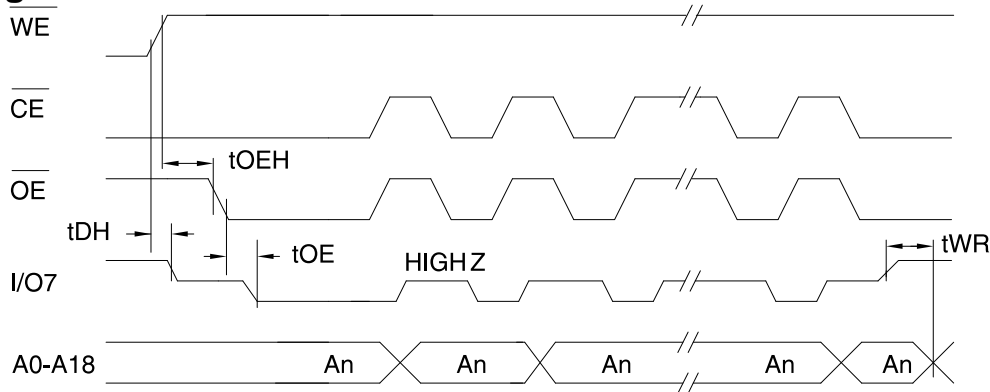 WE
CE
tOEH
OE
tDH
tOE
tWR
HIGH Z
I/O7
A0-A18 An An An An An